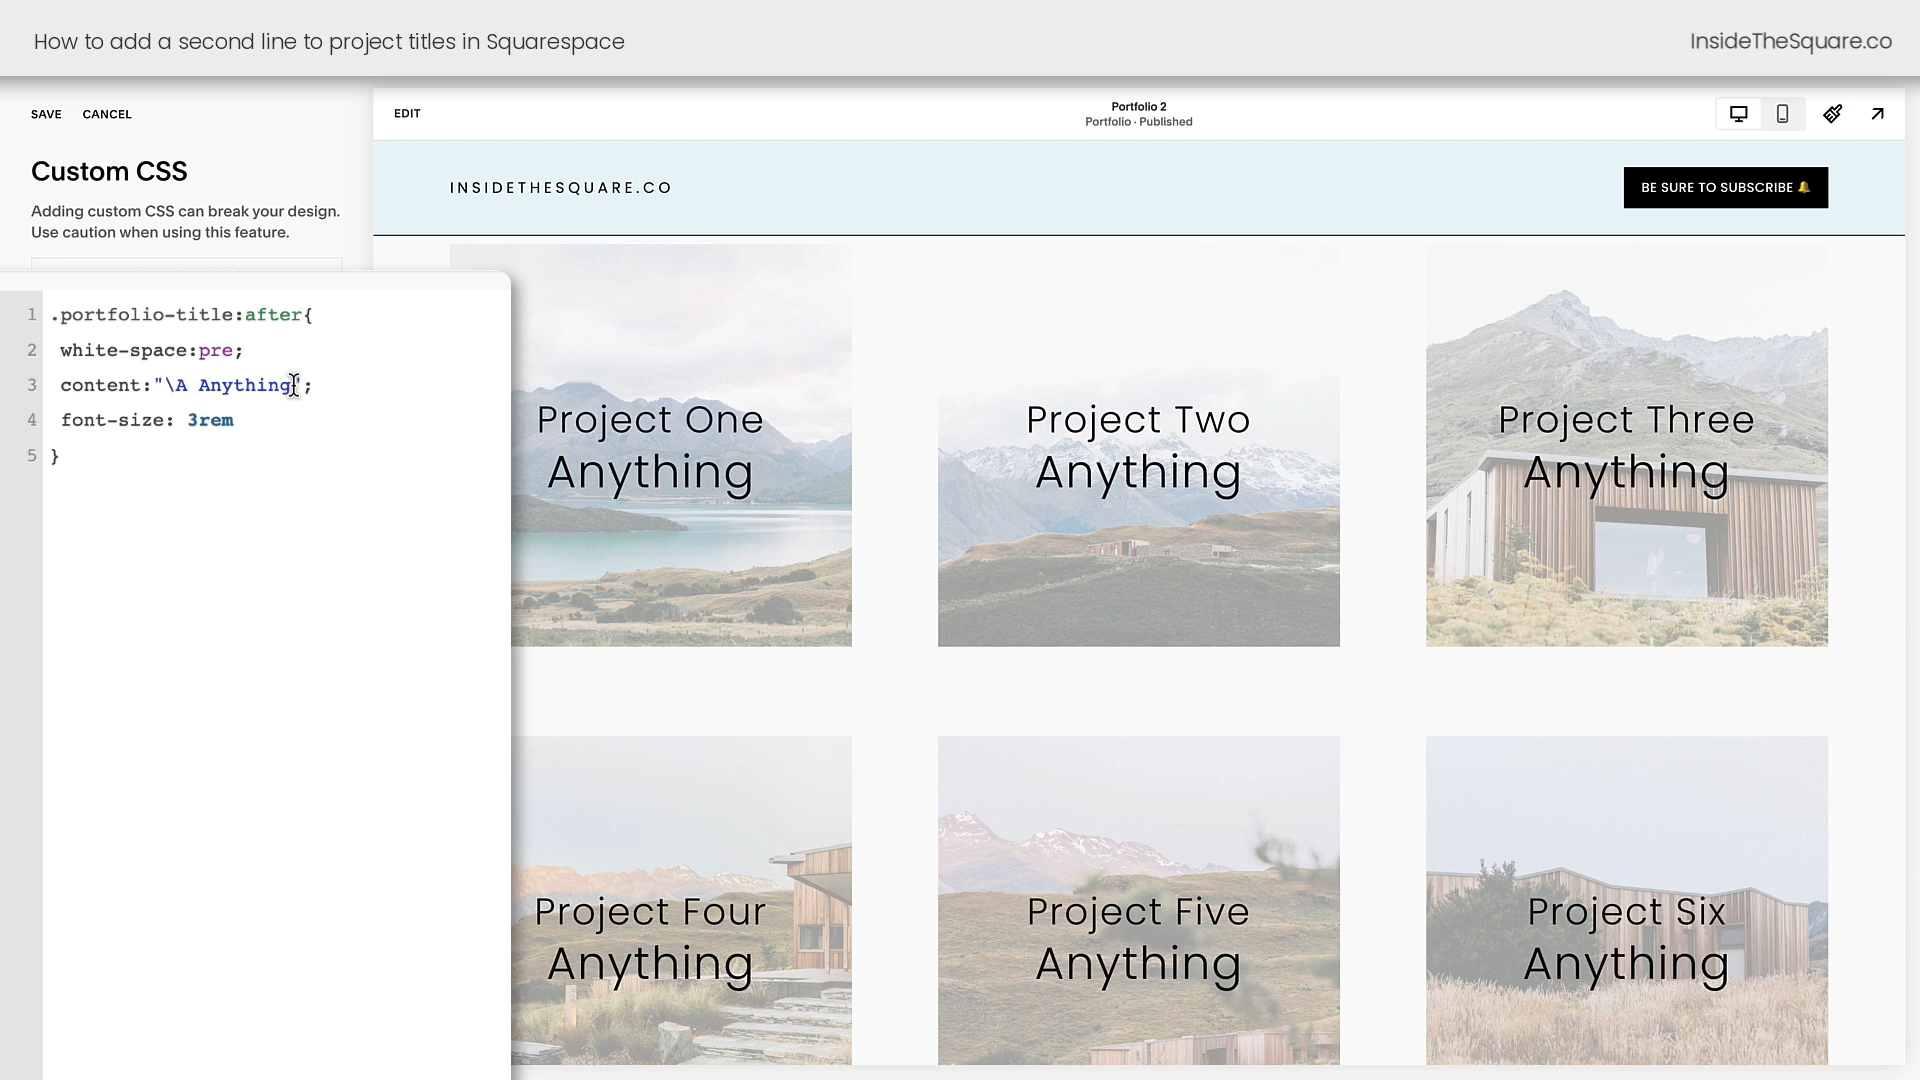 How to add a second line to project titles in Squarespace
InsideTheSquare.co
SAVE CANCEL
Custom CSS
Adding custom CSS can break your design.
Use caution when using this feature.
1 .portfolio-title:after{
2 white-space:pre;
3 content:"\A Anything";
4 font-size: 3rem
5 }
EDIT
Portfolio 2
Portfolio · Published
INSIDETHESQUARE.CO
BE SURE TO SUBSCRIBE 🔔
Project One
Anything
Project Two
Anything
Project Three
Anything
Project Four
Anything
Project Five
Anything
Project Six
Anything